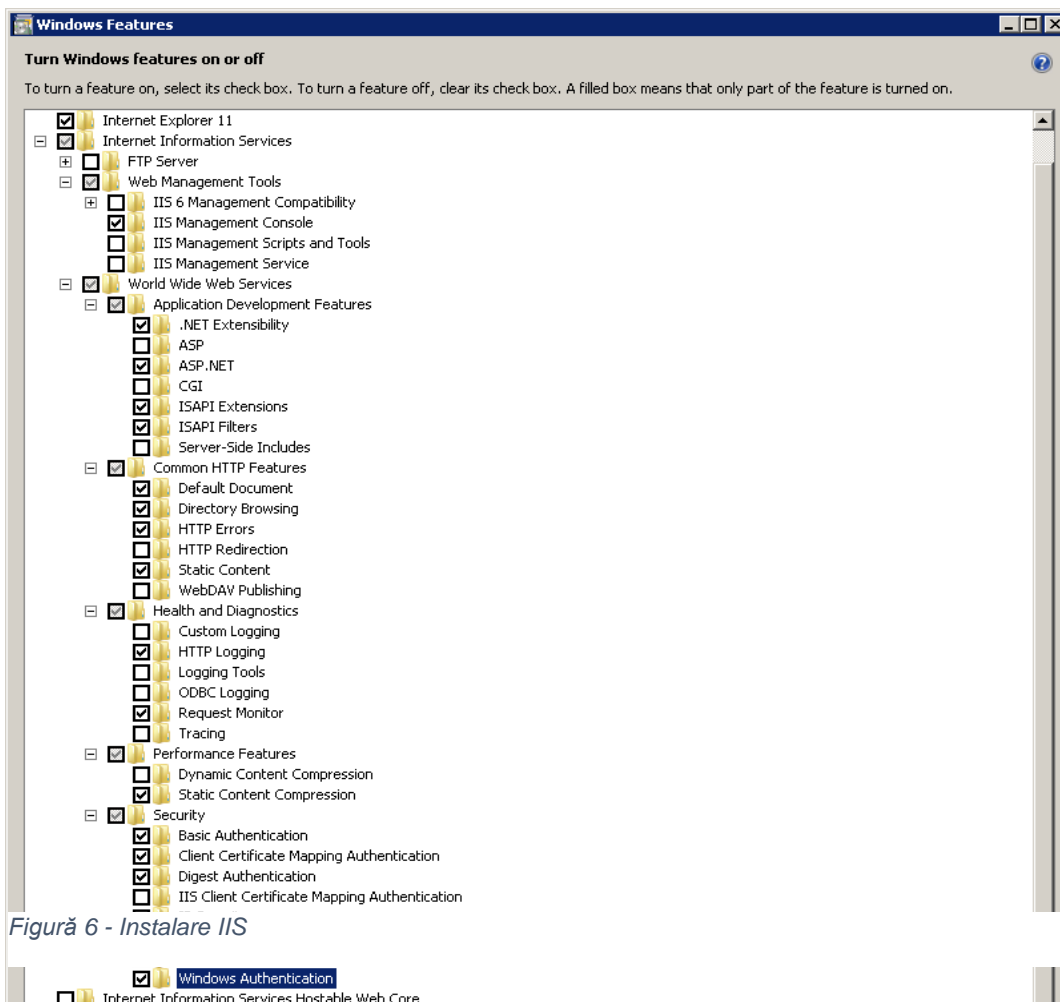 Windows Features
Turn Windows features on or off
To turn a feature on, select its check box. To turn a feature off, clear its check box. A filled box means that only part of the feature is turned on.
Internet Explorer 11
Internet Information Services
FTP Server
Web Management Tools
IIS 6 Management Compatibility
IIS Management Console
IIS Management Scripts and Tools
IIS Management Service
World Wide Web Services
Application Development Features
.NET Extensibility
ASP
ASP.NET
CGI
ISAPI Extensions
ISAPI Filters
Server-Side Includes
Common HTTP Features
Default Document
Directory Browsing
HTTP Errors
HTTP Redirection
Static Content
WebDAV Publishing
Health and Diagnostics
Custom Logging
HTTP Logging
Logging Tools
ODBC Logging
Request Monitor
Tracing
Performance Features
Dynamic Content Compression
Static Content Compression
Security
Basic Authentication
Client Certificate Mapping Authentication
Digest Authentication
IIS Client Certificate Mapping Authentication
Figură 6 - Instalare IIS
Windows Authentication
Internet Information Services Hostable Web Core